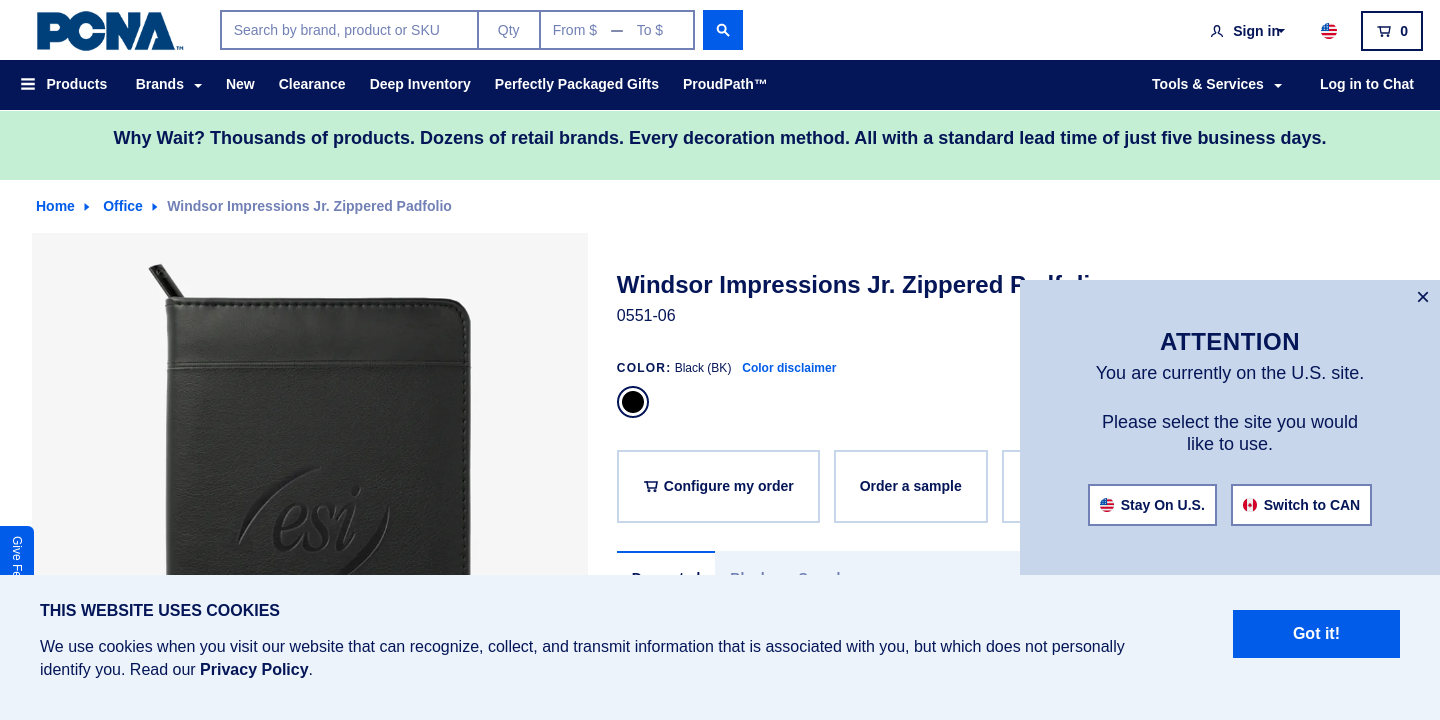 PCNA™
Search by brand, product or SKU
Qty
From $ — To $
Sign in
0
Products
Brands
New
Clearance
Deep Inventory
Perfectly Packaged Gifts
ProudPath™
Tools & Services
Log in to Chat
Why Wait? Thousands of products. Dozens of retail brands. Every decoration method. All with a standard lead time of just five business days.
Home
Office
Windsor Impressions Jr. Zippered Padfolio
esi
Windsor Impressions Jr. Zippered
0551-06
COLOR: Black (BK) Color disclaimer
Configure my order
Order a sample
×
ATTENTION
You are currently on the U.S. site.
Please select the site you would
like to use.
Stay On U.S.
Switch to CAN
Give
THIS WEBSITE USES COOKIES
We use cookies when you visit our website that can recognize, collect, and transmit information that is associated with you, but which does not personally
identify you. Read our Privacy Policy.
Got it!